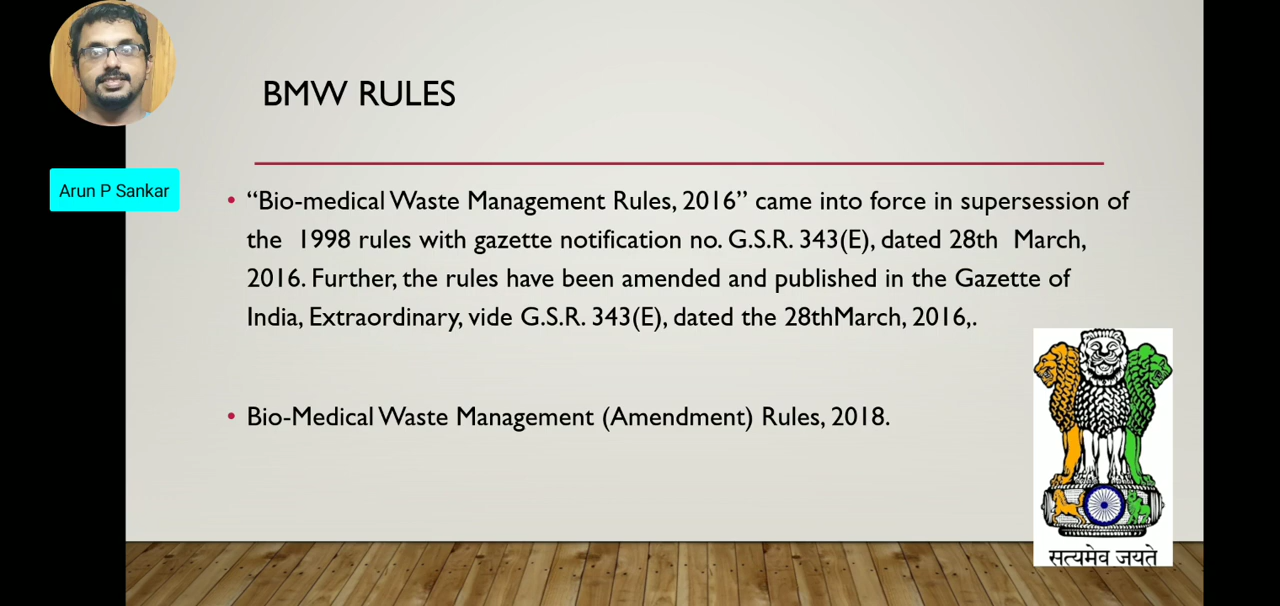 BMW RULES
Arun P Sankar
• “Bio-medical Waste Management Rules, 2016” came into force in supersession of
the 1998 rules with gazette notification no. G.S.R. 343(E), dated 28th March,
2016. Further, the rules have been amended and published in the Gazette of
India, Extraordinary, vide G.S.R. 343(E), dated the 28thMarch, 2016,.
• Bio-Medical Waste Management (Amendment) Rules, 2018.
सत्यमेव जयते